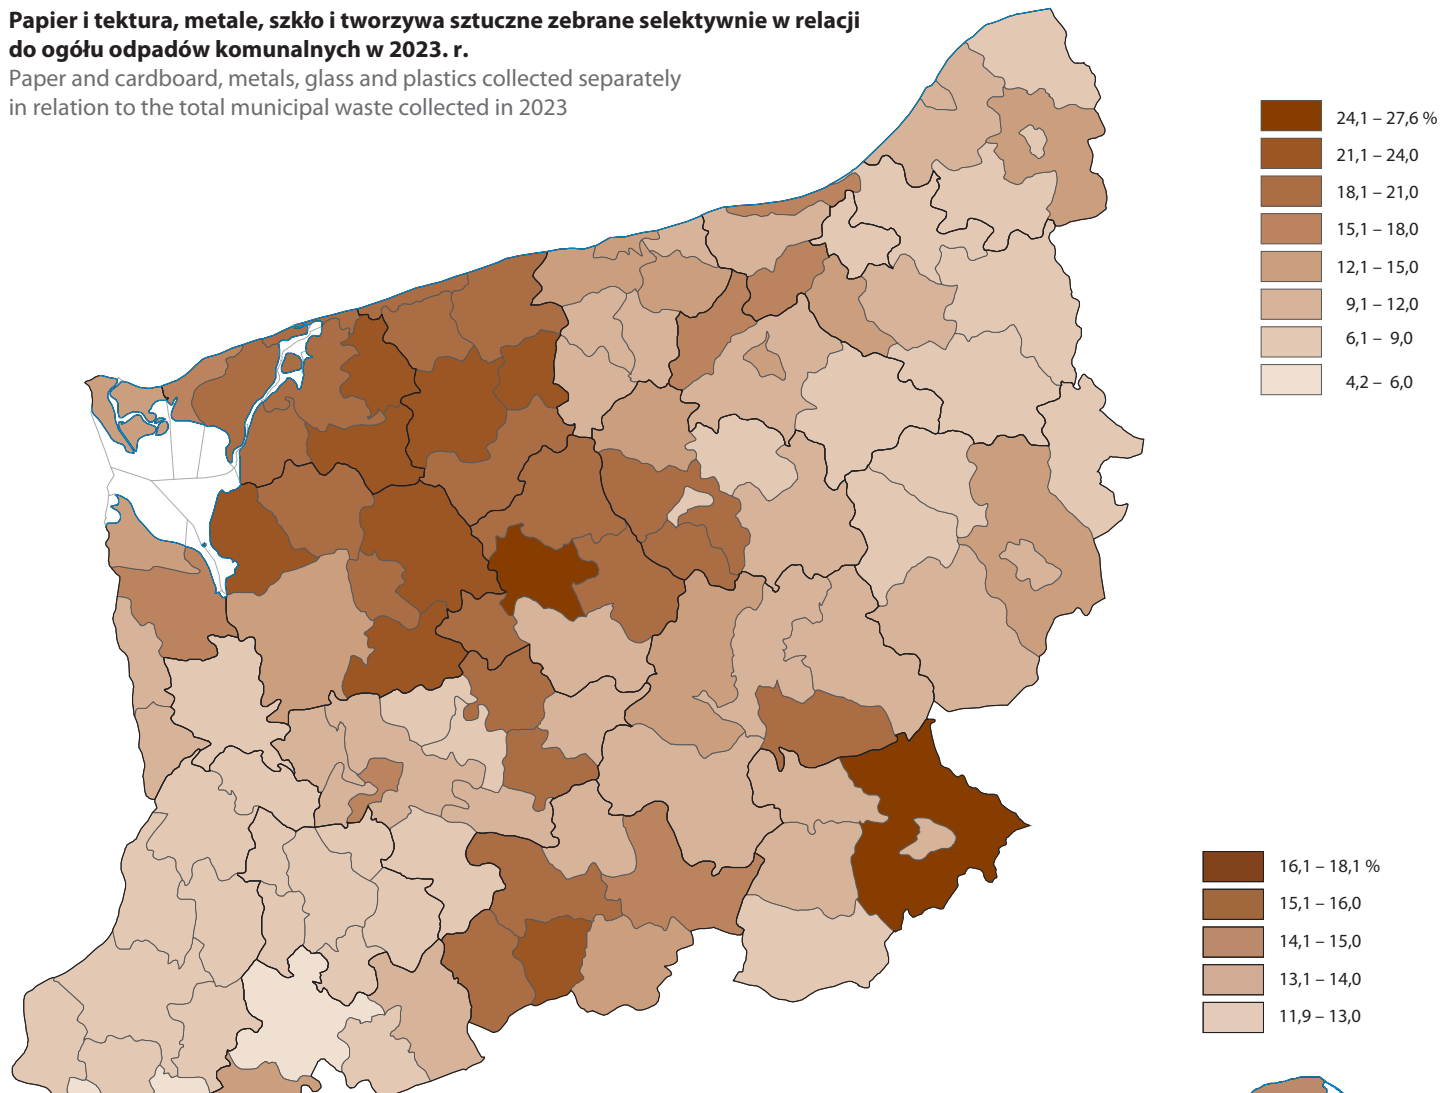 Papier i tektura, metale, szkło i tworzywa sztuczne zebrane selektywnie w relacji
do ogółu odpadów komunalnych w 2023. r.
Paper and cardboard, metals, glass and plastics collected separately
in relation to the total municipal waste collected in 2023
24,1 – 27,6 %
21,1 – 24,0
18,1 – 21,0
15,1 – 18,0
12,1 – 15,0
9,1 – 12,0
6,1 – 9,0
4,2 – 6,0
16,1 – 18,1 %
15,1 – 16,0
14,1 – 15,0
13,1 – 14,0
11,9 – 13,0